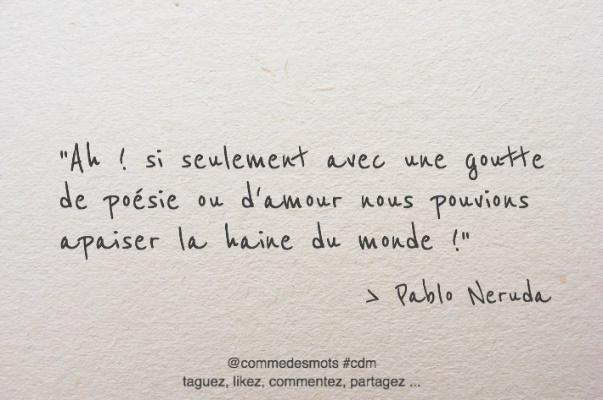 "Ah ! si seulement avec une goutte
de poésie ou d'amour nous pouvions
apaiser la haine du monde !"
> Pablo Neruda
@commedesmots #cdm
taguez, likez, commentez, partagez ...